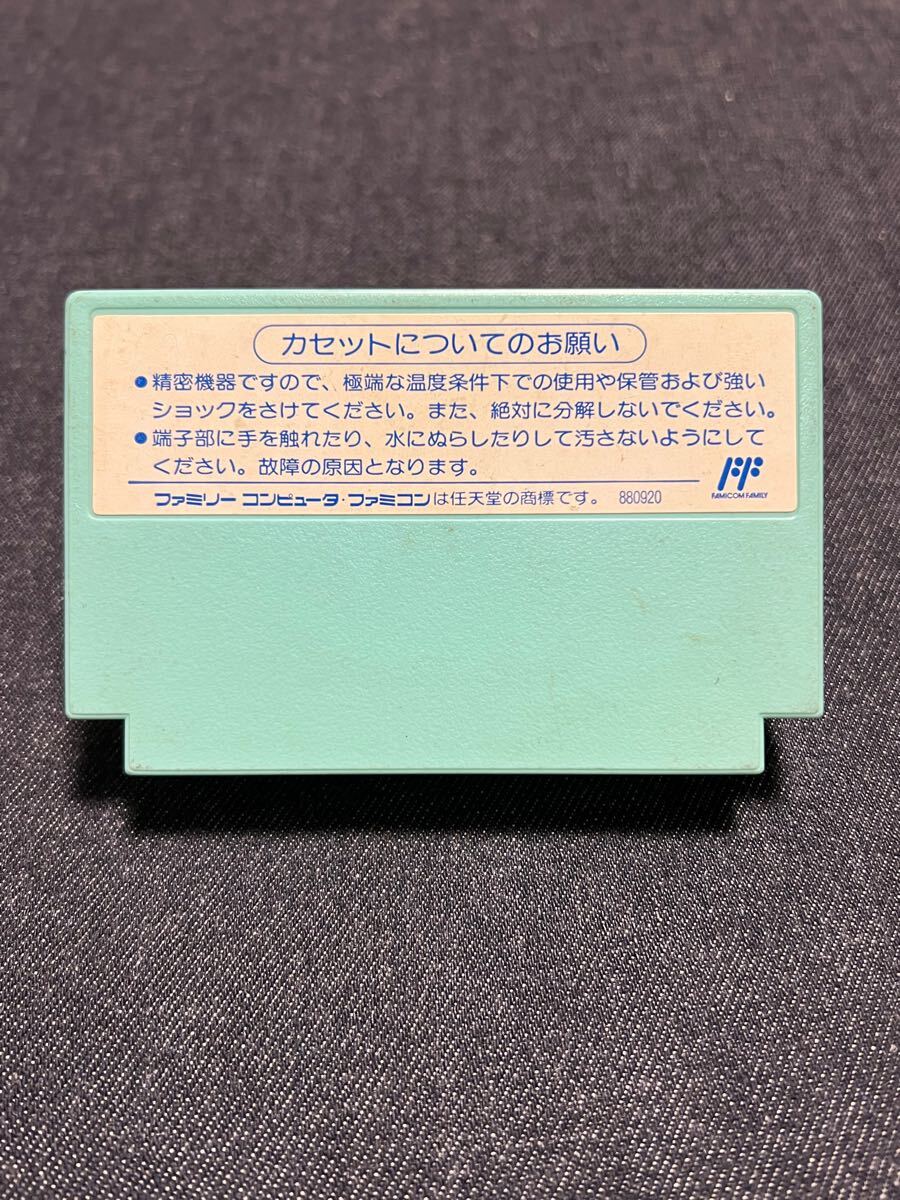 カセットについてのお願い
●精密機器ですので、極端な温度条件下での使用や保管および強い
ショックをさけてください。また、絶対に分解しないでください。
●端子部に手を触れたり、水にぬらしたりして汚さないようにして
ください。故障の原因となります。
FAMICOM FAMILY
ファミリー コンピュータ・ファミコンは任天堂の商標です。 880920